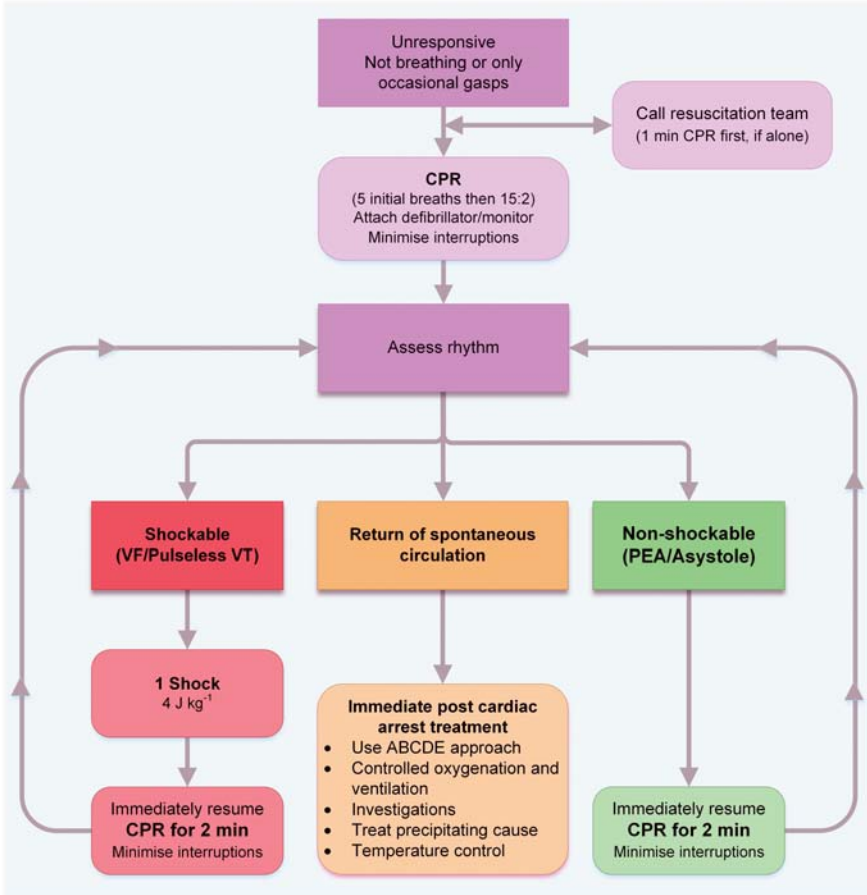 Unresponsive
Not breathing or only
occasional gasps
Call resuscitation team
(1 min CPR first, if alone)
CPR
(5 initial breaths then 15:2)
Attach defibrillator/monitor
Minimise interruptions
Assess rhythm
Shockable
(VF/Pulseless VT)
Return of spontaneous
circulation
Non-shockable
(PEA/Asystole)
1 Shock
4 J kg⁻¹
Immediately resume
CPR for 2 min
Minimise interruptions
Immediate post cardiac
arrest treatment
• Use ABCDE approach
• Controlled oxygenation and
ventilation
• Investigations
• Treat precipitating cause
• Temperature control
Immediately resume
CPR for 2 min
Minimise interruptions